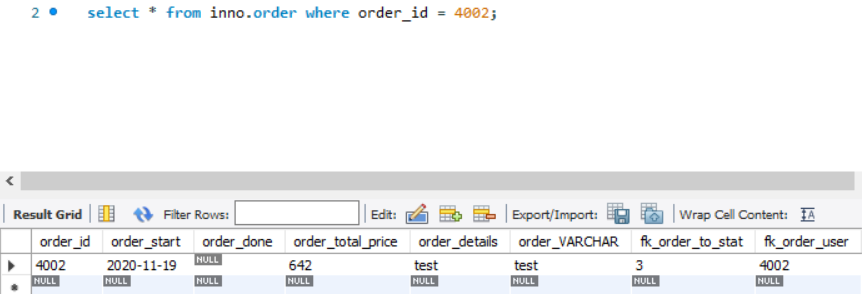 2 select * from inno.order where order_id = 4002;
Result Grid Filter Rows: Edit: Export/Import: Wrap Cell Content: IA
order_id order_start order_done order_total_price order_details order_VARCHAR fk_order_to_stat fk_order_user
4002 2020-11-19 NULL 642 test test 3 4002
NULL NULL NULL NULL NULL NULL NULL NULL